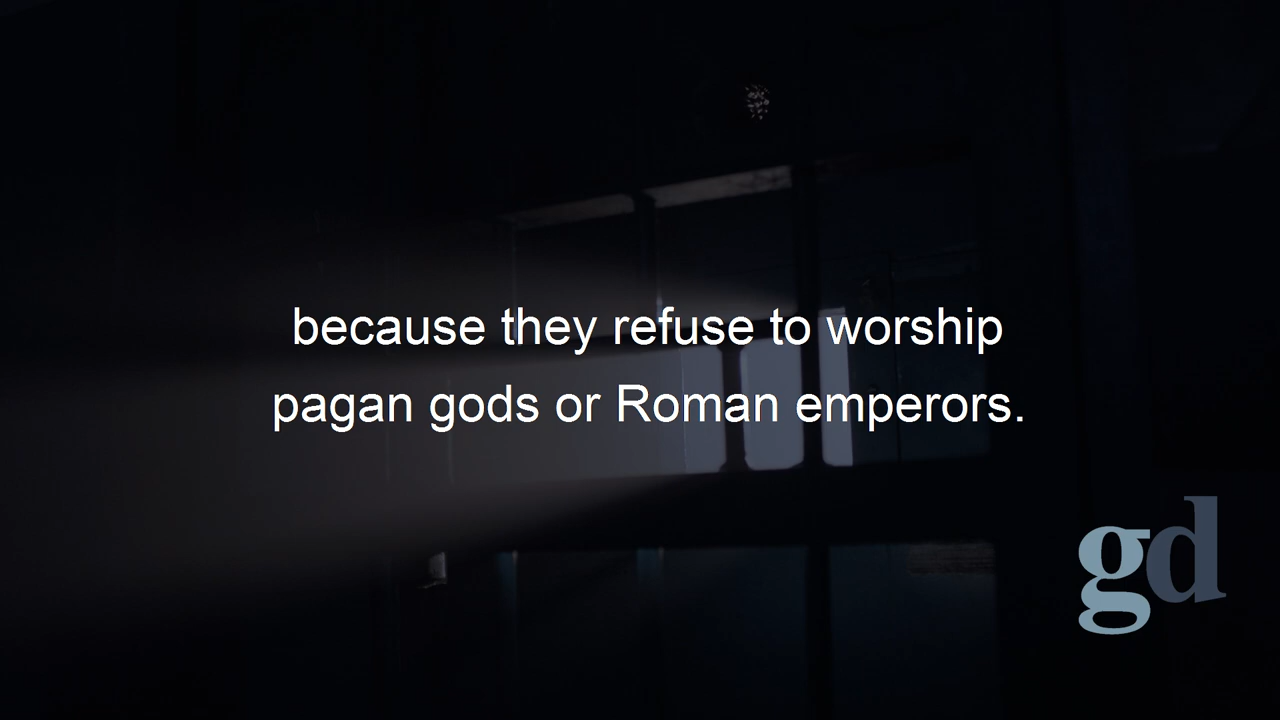 because they refuse to worship
pagan gods or Roman emperors.
gd